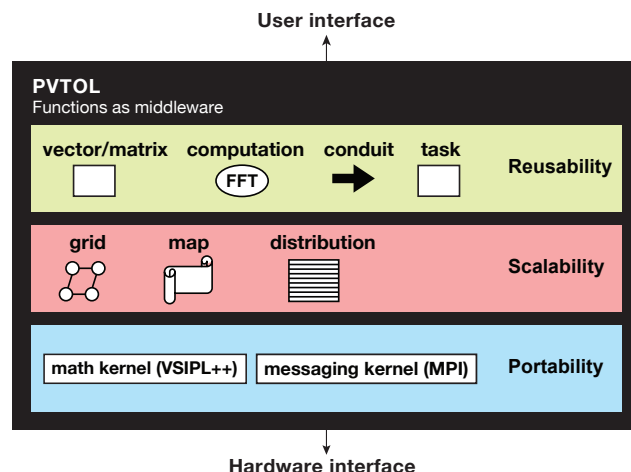 User interface
PVTOL
Functions as middleware
vector/matrix computation conduit task
FFT
Reusability
grid map distribution
Scalability
math kernel (VSIPL++) messaging kernel (MPI) Portability
Hardware interface